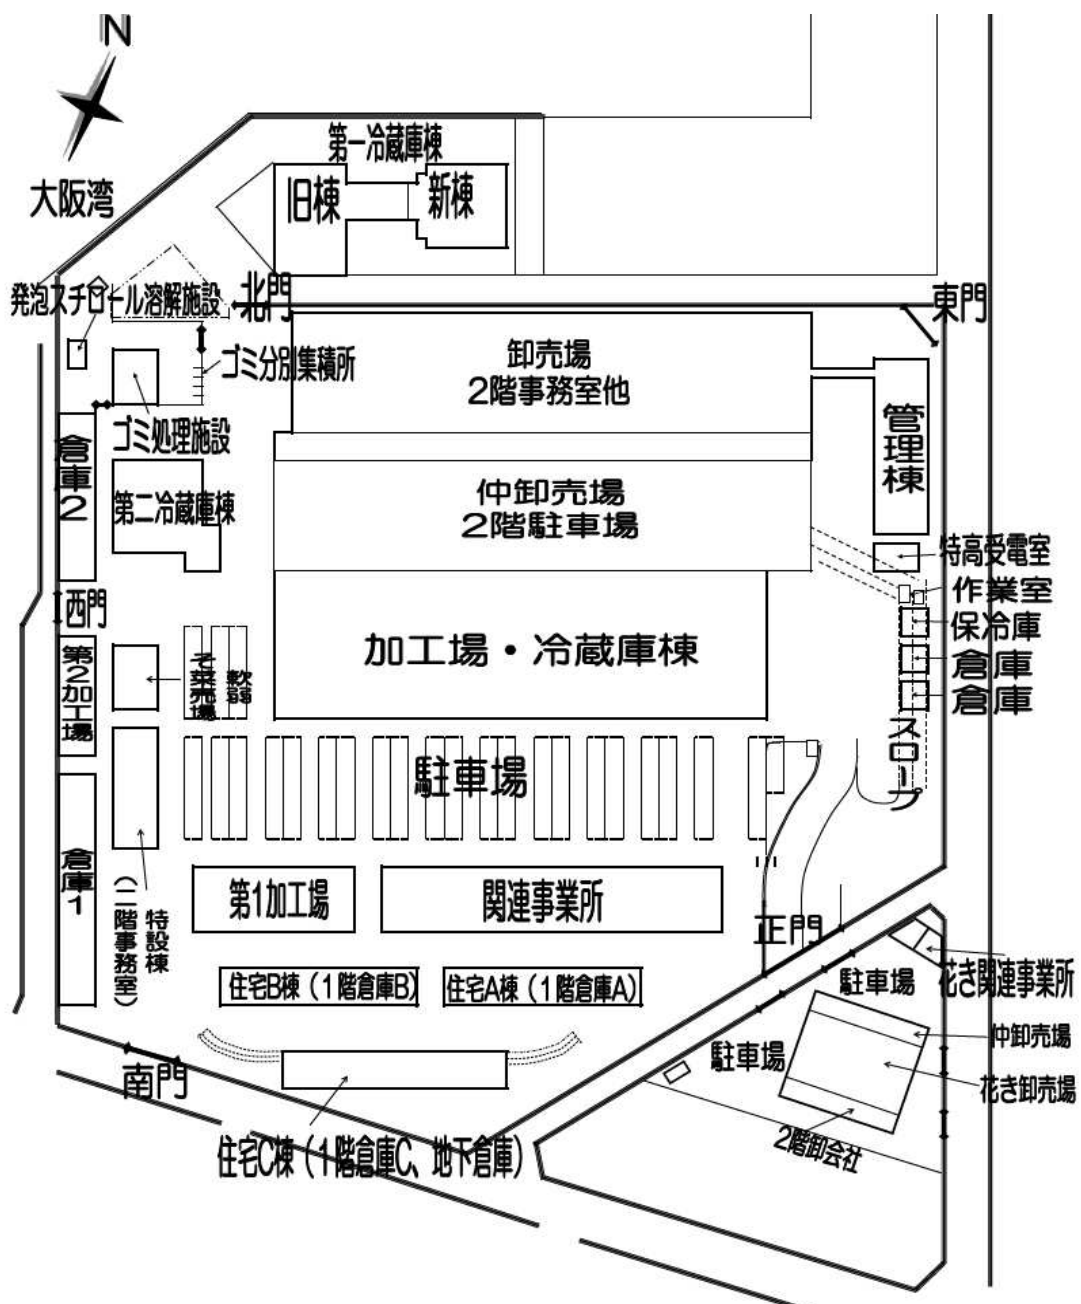 N
大阪湾
第一冷蔵庫棟
旧棟
新棟
発泡スチロール溶解施設
北門
東門
ゴミ分別集積所
ゴミ処理施設
卸売場
2階事務室他
管理棟
倉庫2
第二冷蔵庫棟
仲卸売場
2階駐車場
特高受電室
作業室
保冷庫
倉庫
倉庫
スロープ
西門
第2加工場
そ菜売場
軟弱
加工場・冷蔵庫棟
駐車場
倉庫1
特設棟
(二階事務室)
第1加工場
関連事業所
正門
住宅B棟(1階倉庫B)
住宅A棟(1階倉庫A)
駐車場
花き関連事業所
仲卸売場
駐車場
花き卸売場
2階卸会社
南門
住宅C棟(1階倉庫C、地下倉庫)